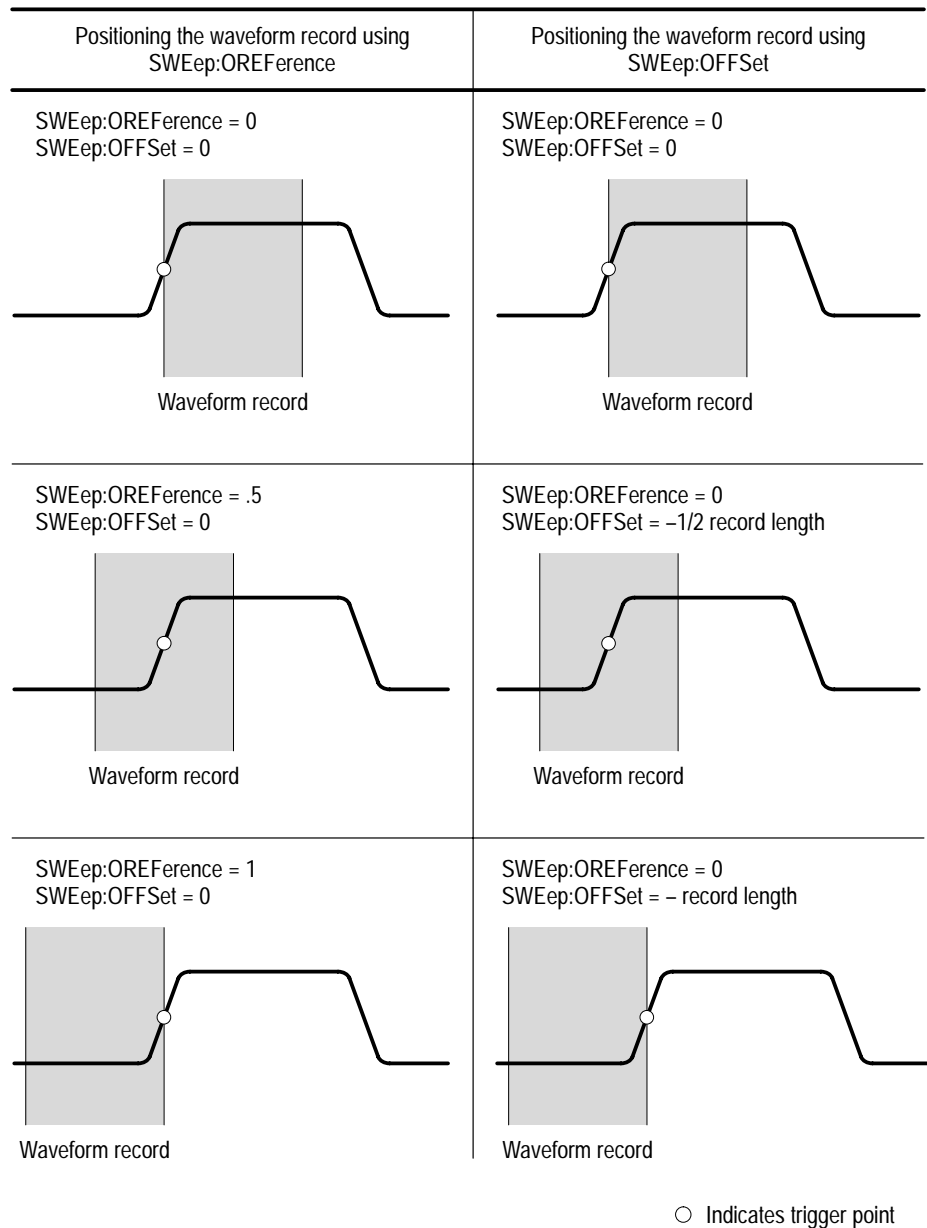 Positioning the waveform record using
SWEep:OREFerence
Positioning the waveform record using
SWEep:OFFSet
SWEep:OREFerence = 0
SWEep:OFFSet = 0
Waveform record
SWEep:OREFerence = 0
SWEep:OFFSet = 0
Waveform record
SWEep:OREFerence = .5
SWEep:OFFSet = 0
Waveform record
SWEep:OREFerence = 0
SWEep:OFFSet = –1/2 record length
Waveform record
SWEep:OREFerence = 1
SWEep:OFFSet = 0
Waveform record
SWEep:OREFerence = 0
SWEep:OFFSet = – record length
Waveform record
Indicates trigger point